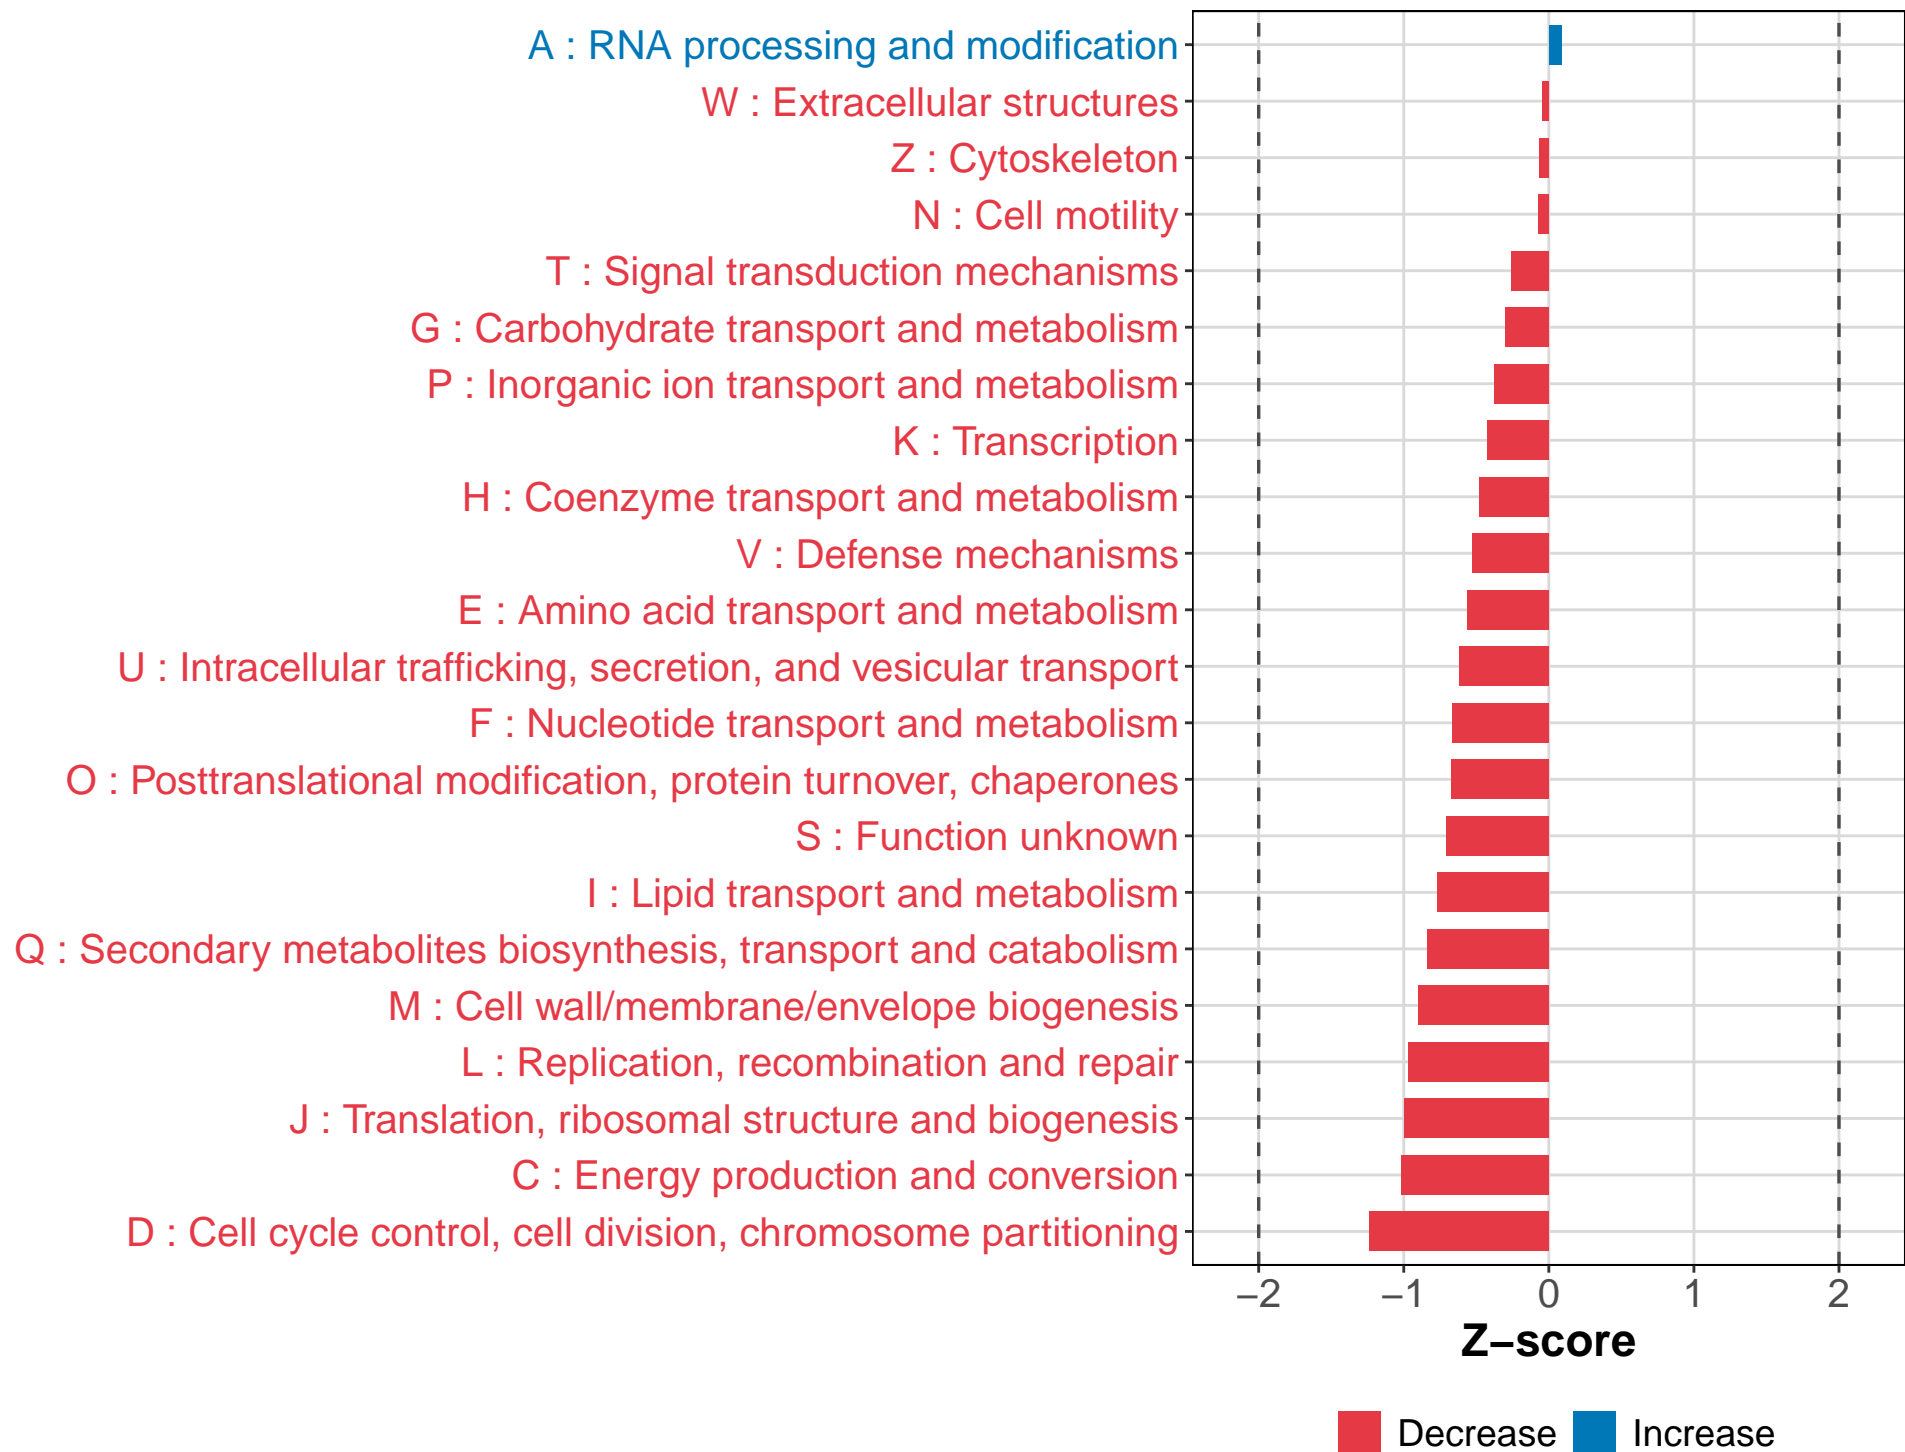 A : RNA processing and modification
W : Extracellular structures
Z : Cytoskeleton
N : Cell motility
T : Signal transduction mechanisms
G : Carbohydrate transport and metabolism
P : Inorganic ion transport and metabolism
K : Transcription
H : Coenzyme transport and metabolism
V : Defense mechanisms
E : Amino acid transport and metabolism
U : Intracellular trafficking, secretion, and vesicular transport
F : Nucleotide transport and metabolism
O : Posttranslational modification, protein turnover, chaperones
S : Function unknown
I : Lipid transport and metabolism
Q : Secondary metabolites biosynthesis, transport and catabolism
M : Cell wall/membrane/envelope biogenesis
L : Replication, recombination and repair
J : Translation, ribosomal structure and biogenesis
C : Energy production and conversion
D : Cell cycle control, cell division, chromosome partitioning
−2 −1 0 1 2
Z−score
Decrease Increase